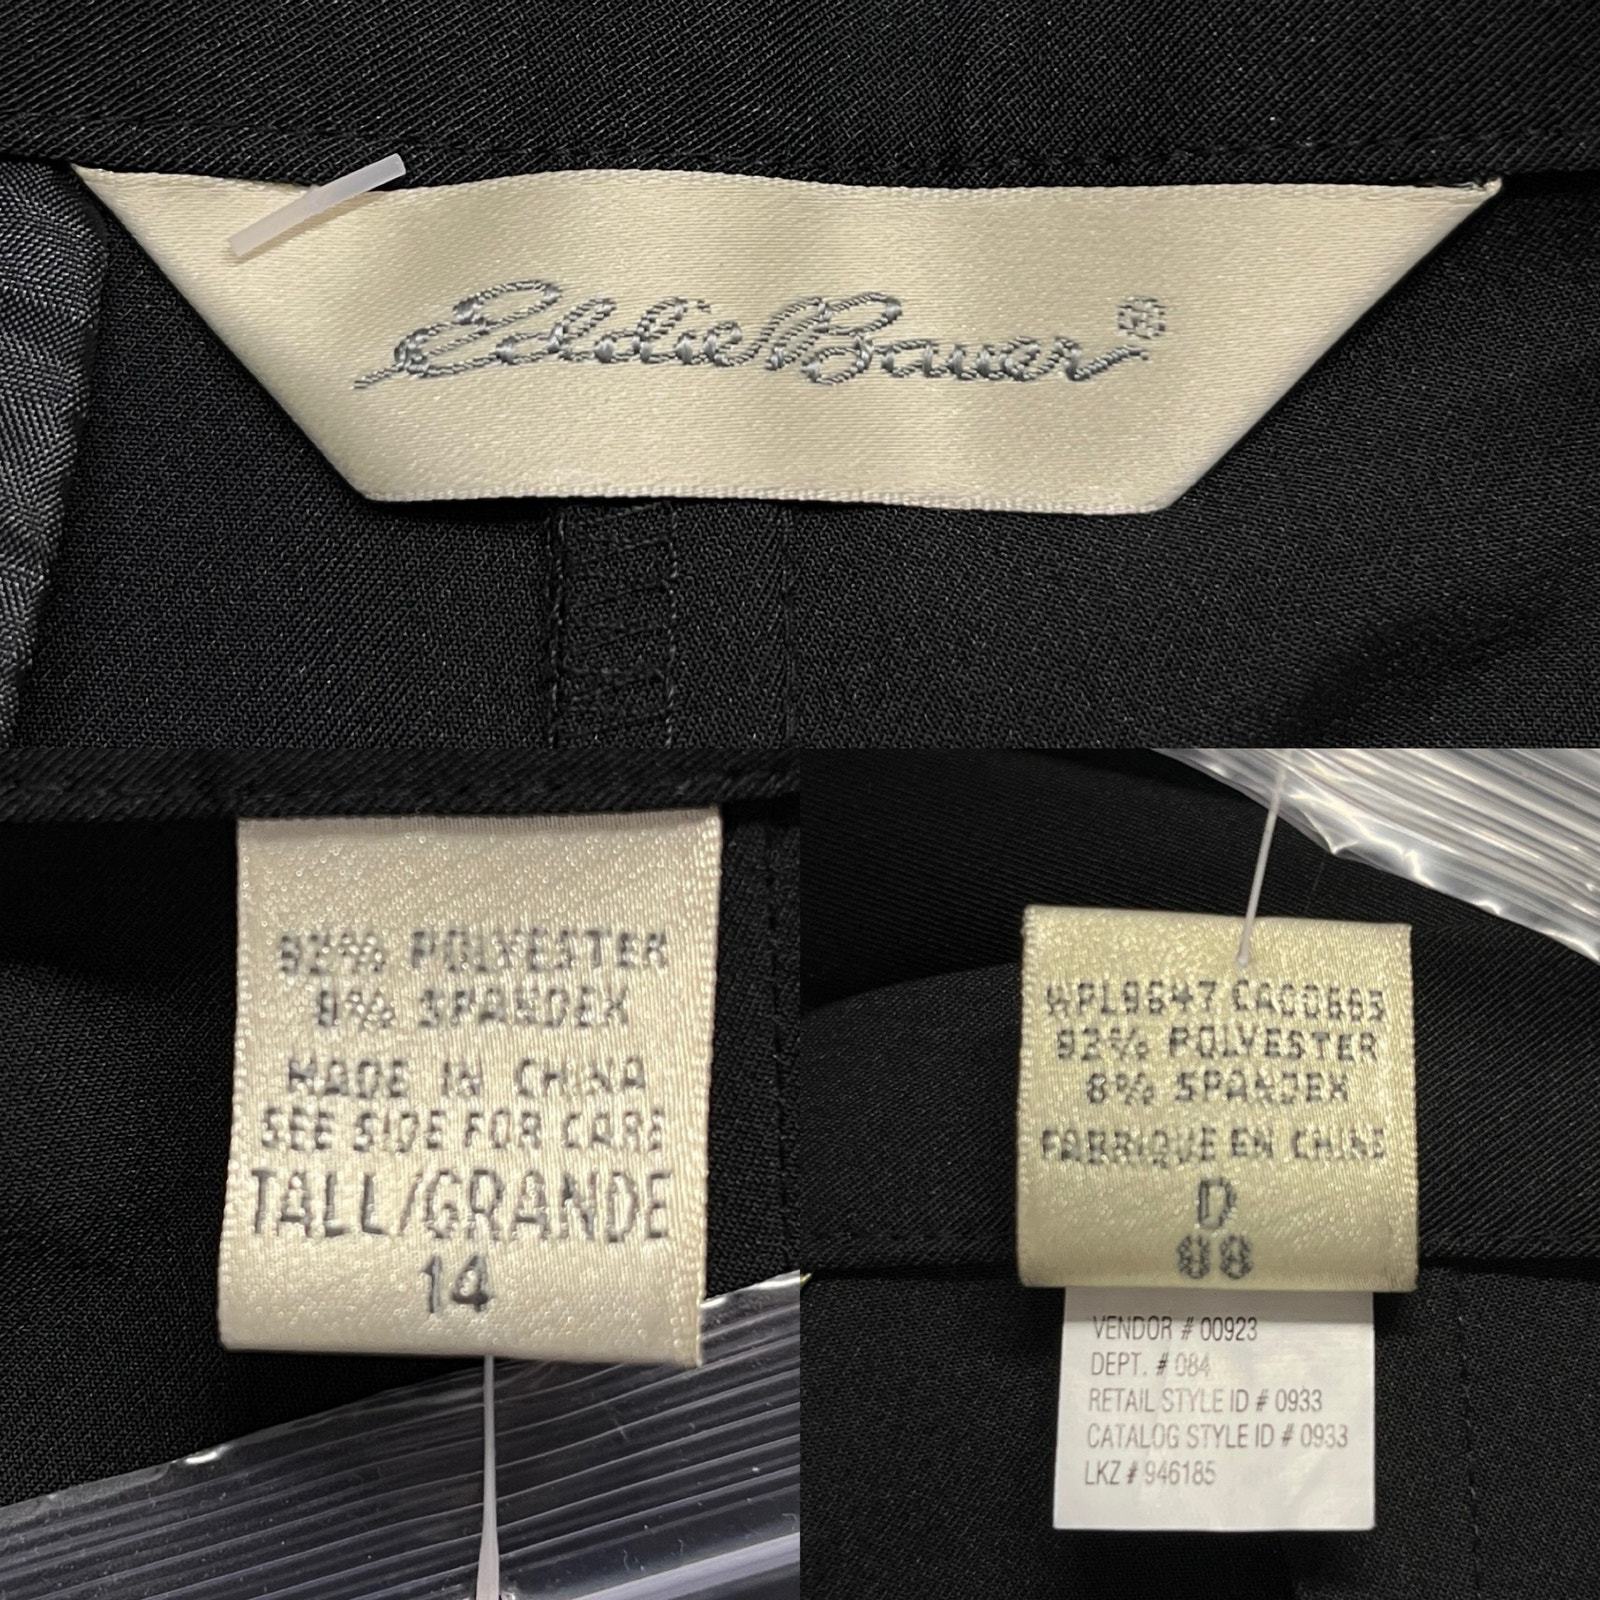 Eddie Bauer®
92% POLYESTER
8% SPANDEX
MADE IN CHINA
SEE SIDE FOR CARE
TALL/GRANDE
14
WPL9647 CA00683
92% POLYESTER
8% SPANDEX
FABRIQUE EN CHINE
D
88
VENDOR # 00923
DEPT. # 084
RETAIL STYLE ID # 0933
CATALOG STYLE ID # 0933
LKZ # 946185